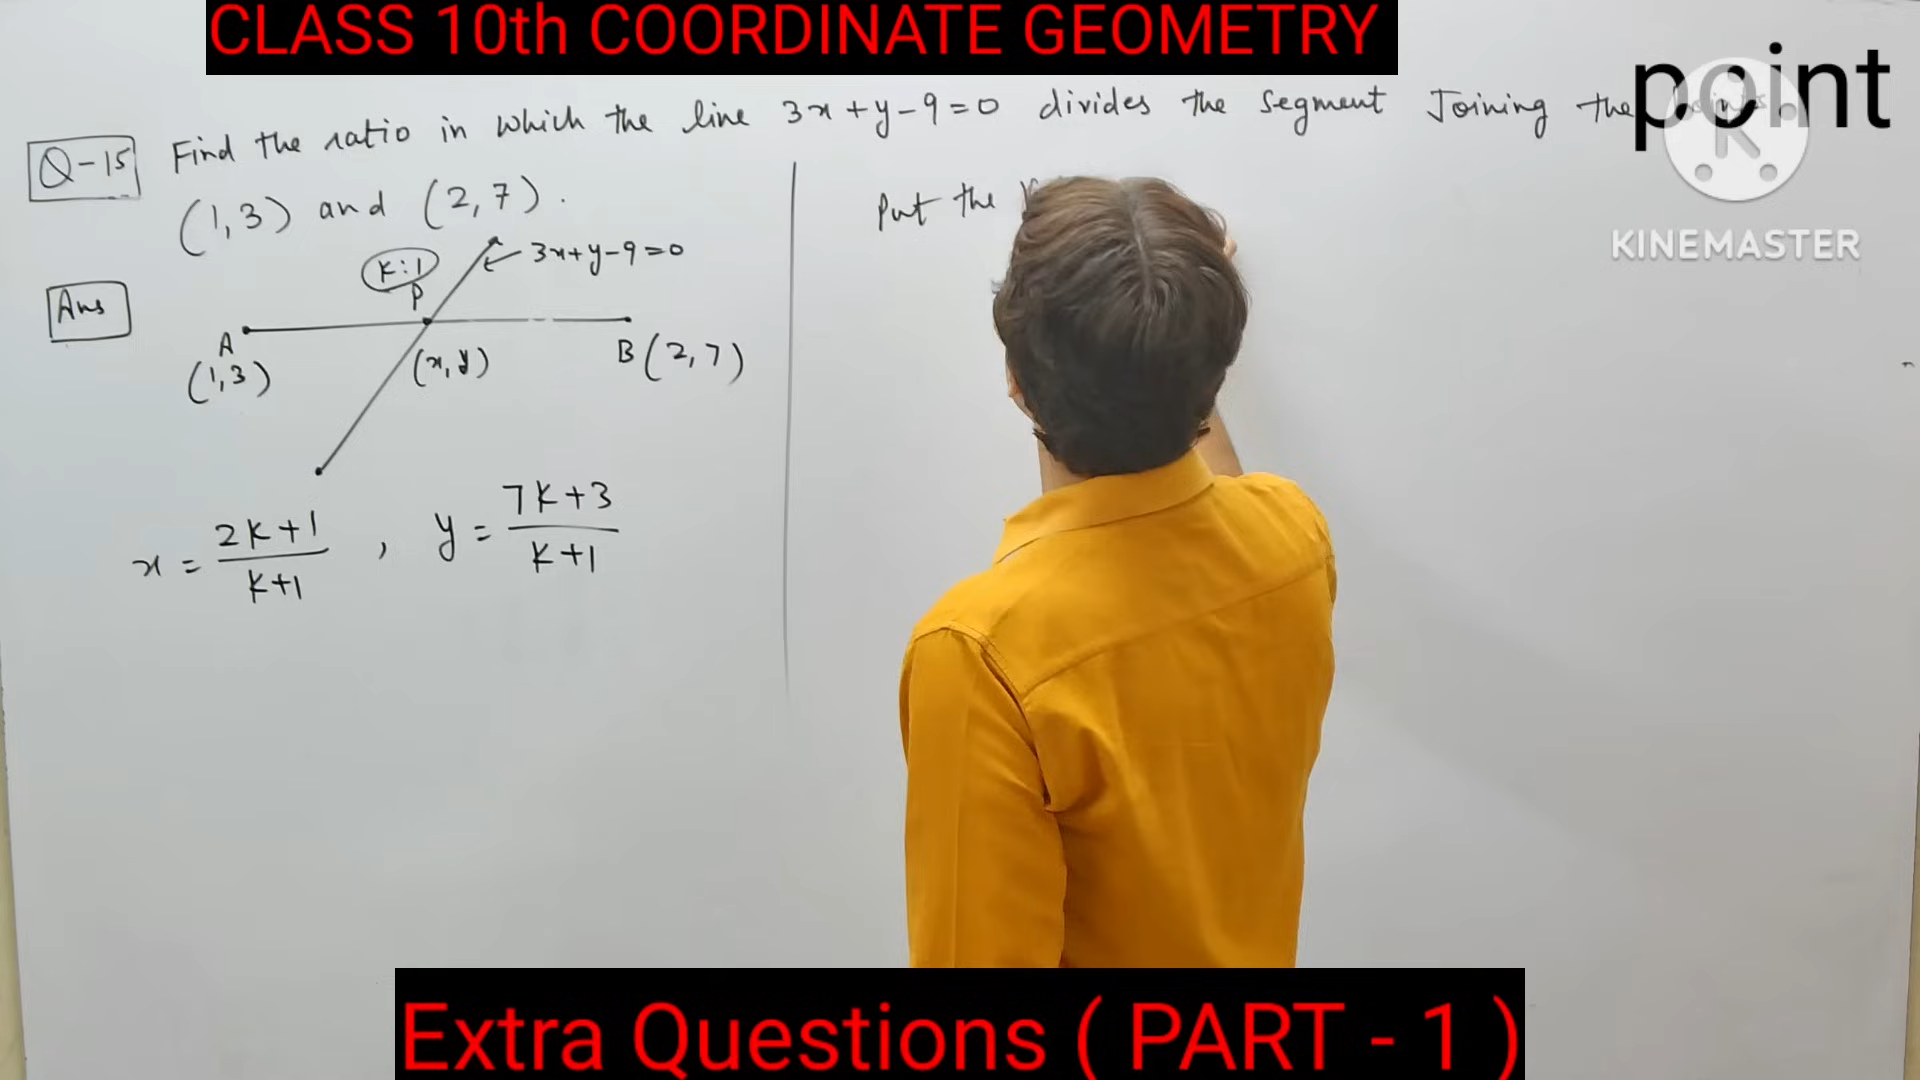 CLASS 10th COORDINATE GEOMETRY
point
Q-15 Find the ratio in which the line 3x+y-9=0 divides the segment Joining the
(1,3) and (2,7).
KINEMASTER
Put the
K:1
3x+y-9=0
P
Ans
A
(1,3)
(x,y)
B (2,7)
x = 2K+1 / K+1 , y = 7K+3 / K+1
Extra Questions ( PART - 1 )